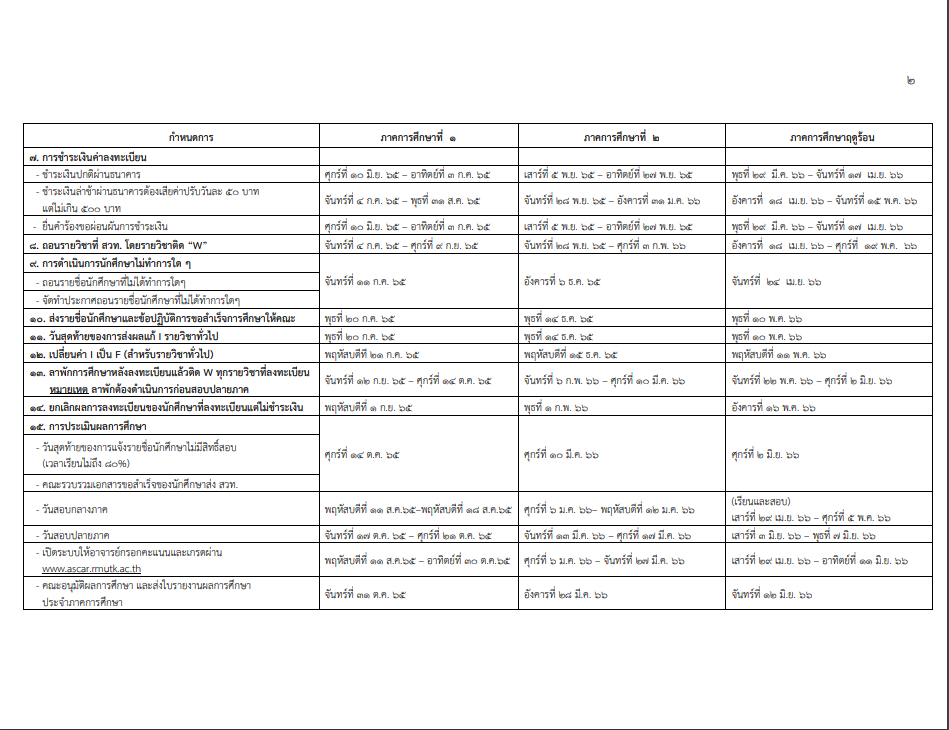 ๒
กำหนดการ ภาคการศึกษาที่ ๑ ภาคการศึกษาที่ ๒ ภาคการศึกษาฤดูร้อน
๗. การชำระเงินค่าลงทะเบียน
- ชำระเงินปกติผ่านธนาคาร ศุกร์ที่ ๑๐ มิ.ย. ๖๕ – อาทิตย์ที่ ๓ ก.ค. ๖๕ เสาร์ที่ ๕ พ.ย. ๖๕ – อาทิตย์ที่ ๒๗ พ.ย. ๖๕ พุธที่ ๒๙ มี.ค. ๖๖ – จันทร์ที่ ๑๗ เม.ย. ๖๖
- ชำระเงินล่าช้าผ่านธนาคารต้องเสียค่าปรับวันละ ๕๐ บาท
แต่ไม่เกิน ๕๐๐ บาท จันทร์ที่ ๔ ก.ค. ๖๕ – พุธที่ ๓๑ ส.ค. ๖๕ จันทร์ที่ ๒๘ พ.ย. ๖๕ – อังคารที่ ๓๑ ม.ค. ๖๖ อังคารที่ ๑๘ เม.ย. ๖๖ – จันทร์ที่ ๑๕ พ.ค. ๖๖
- ยื่นคำร้องขอผ่อนผันการชำระเงิน ศุกร์ที่ ๑๐ มิ.ย. ๖๕ – อาทิตย์ที่ ๓ ก.ค. ๖๕ เสาร์ที่ ๕ พ.ย. ๖๕ – อาทิตย์ที่ ๒๗ พ.ย. ๖๕ พุธที่ ๒๙ มี.ค. ๖๖ – จันทร์ที่ ๑๗ เม.ย. ๖๖
๘. ถอนรายวิชาที่ สวท. โดยรายวิชาติด “W” จันทร์ที่ ๔ ก.ค. ๖๕ – ศุกร์ที่ ๙ ก.ย. ๖๕ จันทร์ที่ ๒๘ พ.ย. ๖๕ – ศุกร์ที่ ๓ ก.พ. ๖๖ อังคารที่ ๑๘ เม.ย. ๖๖ – ศุกร์ที่ ๑๙ พ.ค. ๖๖
๙. การดำเนินการนักศึกษาไม่ทำการใด ๆ
- ถอนรายชื่อนักศึกษาที่ไม่ได้ทำการใดๆ จันทร์ที่ ๑๑ ก.ค. ๖๕ อังคารที่ ๖ ธ.ค. ๖๕ จันทร์ที่ ๒๔ เม.ย. ๖๖
- จัดทำประกาศถอนรายชื่อนักศึกษาที่ไม่ได้ทำการใดๆ
๑๐. ส่งรายชื่อนักศึกษาและข้อปฏิบัติการขอสำเร็จการศึกษาให้คณะ พุธที่ ๒๐ ก.ค. ๖๕ พุธที่ ๑๔ ธ.ค. ๖๕ พุธที่ ๑๐ พ.ค. ๖๖
๑๑. วันสุดท้ายของการส่งผลแก้ I รายวิชาทั่วไป พุธที่ ๒๐ ก.ค. ๖๕ พุธที่ ๑๔ ธ.ค. ๖๕ พุธที่ ๑๐ พ.ค. ๖๖
๑๒. เปลี่ยนค่า I เป็น F (สำหรับรายวิชาทั่วไป) พฤหัสบดีที่ ๒๑ ก.ค. ๖๕ พฤหัสบดีที่ ๑๕ ธ.ค. ๖๕ พฤหัสบดีที่ ๑๑ พ.ค. ๖๖
๑๓. ลาพักการศึกษาหลังลงทะเบียนแล้วติด W ทุกรายวิชาที่ลงทะเบียน
หมายเหตุ ลาพักต้องดำเนินการก่อนสอบปลายภาค จันทร์ที่ ๑๒ ก.ย. ๖๕ – ศุกร์ที่ ๑๔ ต.ค. ๖๕ จันทร์ที่ ๖ ก.พ. ๖๖ – ศุกร์ที่ ๑๐ มี.ค. ๖๖ จันทร์ที่ ๒๒ พ.ค. ๖๖ – ศุกร์ที่ ๒ มิ.ย. ๖๖
๑๔. ยกเลิกผลการลงทะเบียนของนักศึกษาที่ลงทะเบียนแต่ไม่ชำระเงิน พฤหัสบดีที่ ๑ ก.ย. ๖๕ พุธที่ ๑ ก.พ. ๖๖ อังคารที่ ๑๖ พ.ค. ๖๖
๑๕. การประเมินผลการศึกษา
- วันสุดท้ายของการแจ้งรายชื่อนักศึกษาไม่มีสิทธิ์สอบ
(เวลาเรียนไม่ถึง ๘๐%) ศุกร์ที่ ๑๔ ต.ค. ๖๕ ศุกร์ที่ ๑๐ มี.ค. ๖๖ ศุกร์ที่ ๒ มิ.ย. ๖๖
- คณะรวบรวมเอกสารขอสำเร็จของนักศึกษาส่ง สวท.
- วันสอบกลางภาค พฤหัสบดีที่ ๑๑ ส.ค.๖๕–พฤหัสบดีที่ ๑๘ ส.ค.๖๕ ศุกร์ที่ ๖ ม.ค. ๖๖– พฤหัสบดีที่ ๑๒ ม.ค. ๖๖ (เรียนและสอบ)
เสาร์ที่ ๒๙ เม.ย. ๖๖ – ศุกร์ที่ ๕ พ.ค. ๖๖
- วันสอบปลายภาค จันทร์ที่ ๑๗ ต.ค. ๖๕ – ศุกร์ที่ ๒๑ ต.ค. ๖๕ จันทร์ที่ ๑๓ มี.ค. ๖๖ – ศุกร์ที่ ๑๗ มี.ค. ๖๖ เสาร์ที่ ๓ มิ.ย. ๖๖ – พุธที่ ๗ มิ.ย. ๖๖
- เปิดระบบให้อาจารย์กรอกคะแนนและเกรดผ่าน
www.ascar.rmutk.ac.th พฤหัสบดีที่ ๑๑ ส.ค.๖๕ – อาทิตย์ที่ ๓๐ ต.ค.๖๕ ศุกร์ที่ ๖ ม.ค. ๖๖ – จันทร์ที่ ๒๗ มี.ค. ๖๖ เสาร์ที่ ๒๙ เม.ย. ๖๖ – อาทิตย์ที่ ๑๑ มิ.ย. ๖๖
- คณะอนุมัติผลการศึกษา และส่งใบรายงานผลการศึกษา
ประจำภาคการศึกษา จันทร์ที่ ๓๑ ต.ค. ๖๕ อังคารที่ ๒๘ มี.ค. ๖๖ จันทร์ที่ ๑๒ มิ.ย. ๖๖